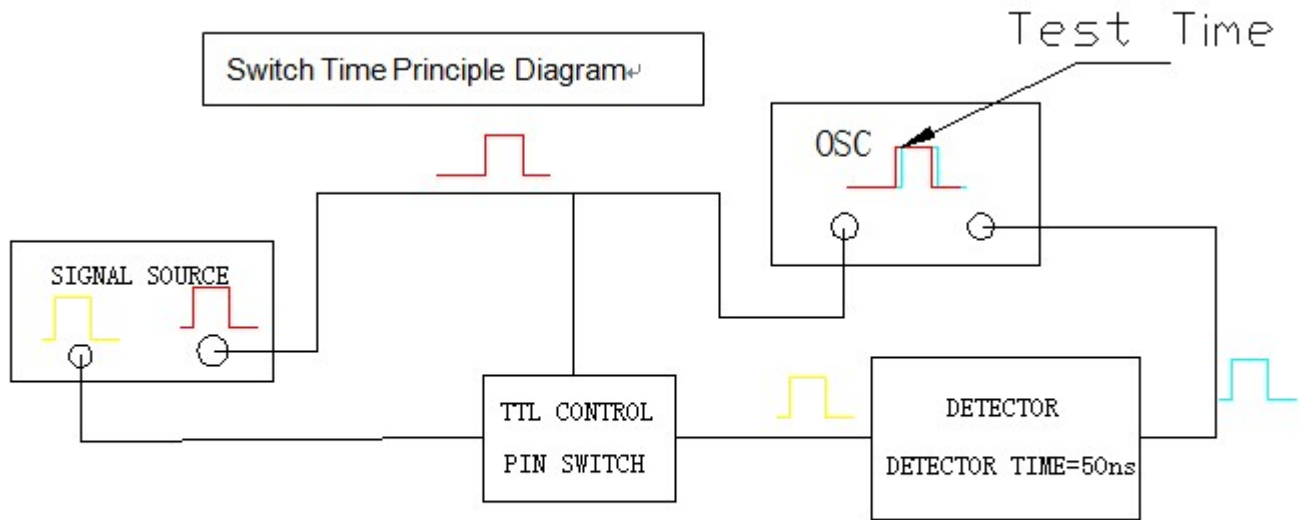 Test Time
Switch Time Principle Diagram↵
OSC
SIGNAL SOURCE
TTL CONTROL
PIN SWITCH
DETECTOR
DETECTOR TIME=50ns